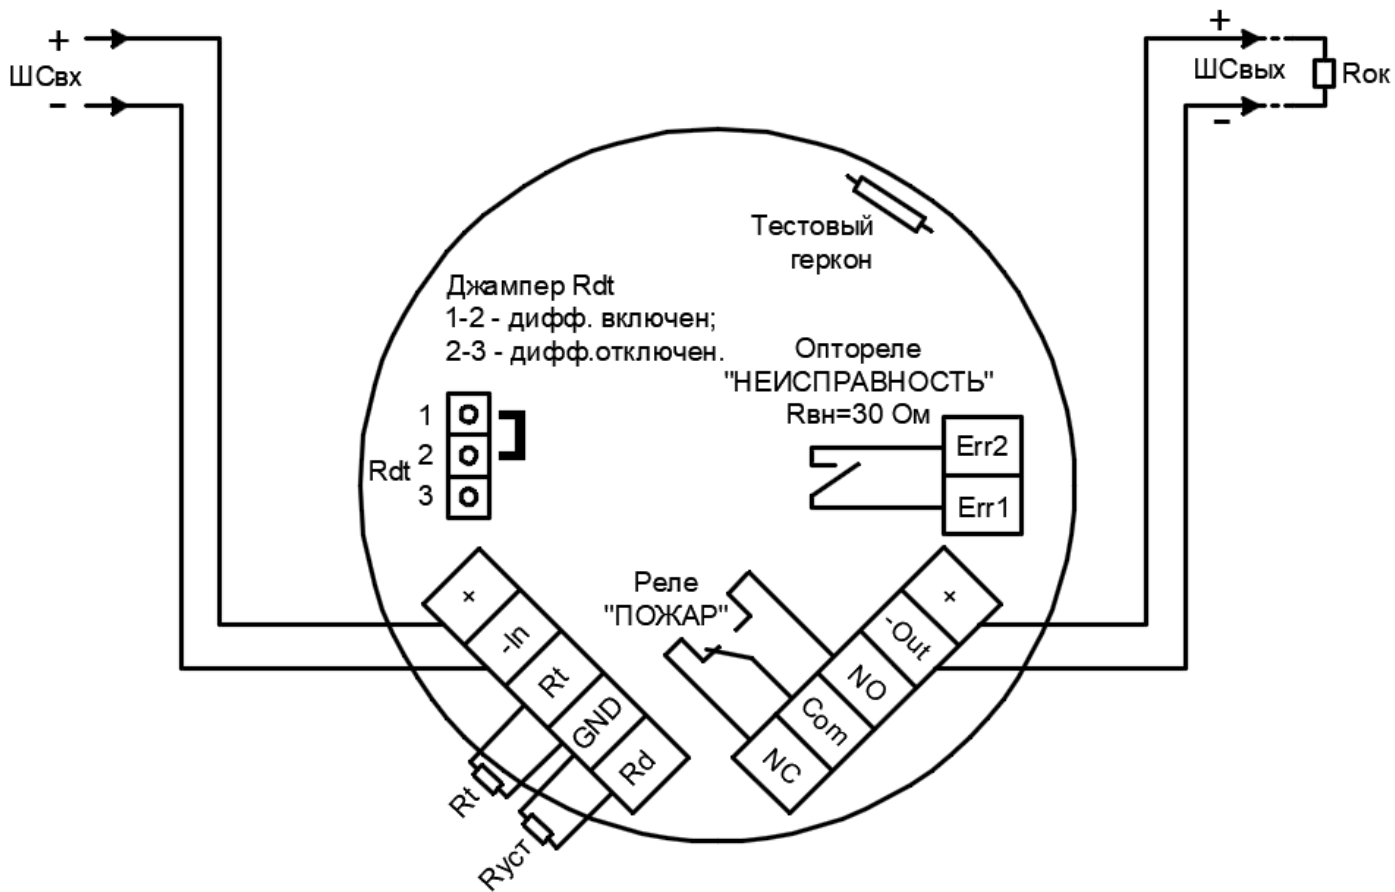 +
ШСвх
-
+
ШСвых
-
Rок
Тестовый
геркон
Джампер Rdt
1-2 - дифф. включен;
2-3 - дифф.отключен.
Оптореле
"НЕИСПРАВНОСТЬ"
Rвн=30 Ом
1
2
3
Rdt
Err2
Err1
Реле
"ПОЖАР"
+
-In
Rt
GND
Rd
+
-Out
NO
Com
NC
Rt
Rуст